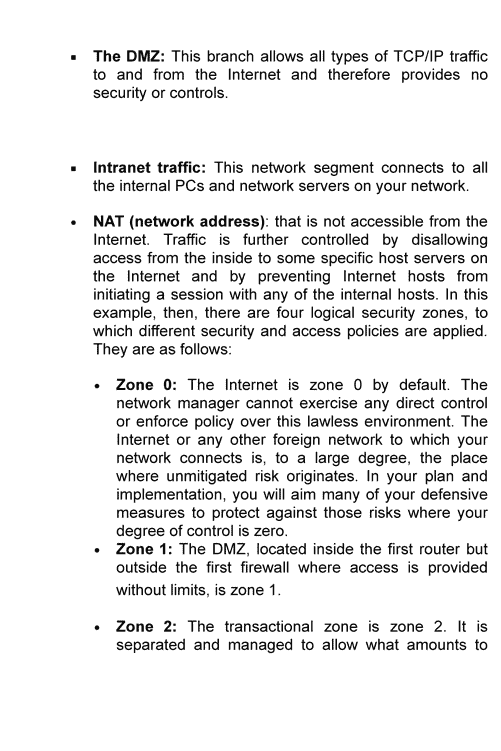 ▪ The DMZ: This branch allows all types of TCP/IP traffic
to and from the Internet and therefore provides no
security or controls.
▪ Intranet traffic: This network segment connects to all
the internal PCs and network servers on your network.
• NAT (network address): that is not accessible from the
Internet. Traffic is further controlled by disallowing
access from the inside to some specific host servers on
the Internet and by preventing Internet hosts from
initiating a session with any of the internal hosts. In this
example, then, there are four logical security zones, to
which different security and access policies are applied.
They are as follows:
• Zone 0: The Internet is zone 0 by default. The
network manager cannot exercise any direct control
or enforce policy over this lawless environment. The
Internet or any other foreign network to which your
network connects is, to a large degree, the place
where unmitigated risk originates. In your plan and
implementation, you will aim many of your defensive
measures to protect against those risks where your
degree of control is zero.
• Zone 1: The DMZ, located inside the first router but
outside the first firewall where access is provided
without limits, is zone 1.
• Zone 2: The transactional zone is zone 2. It is
separated and managed to allow what amounts to